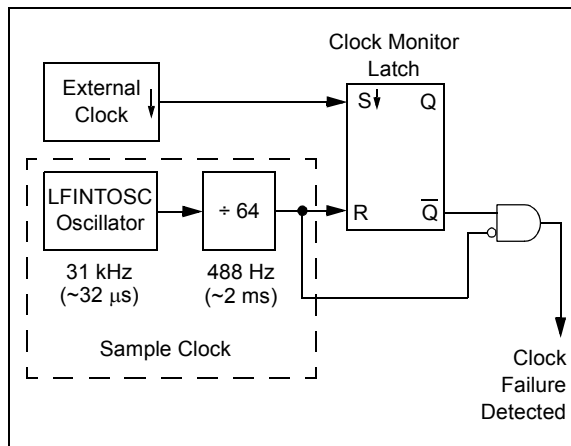 Clock Monitor
Latch
External
Clock
S
Q
LFINTOSC
Oscillator
÷ 64
R
Q̅
31 kHz
(~32 μs)
488 Hz
(~2 ms)
Sample Clock
Clock
Failure
Detected